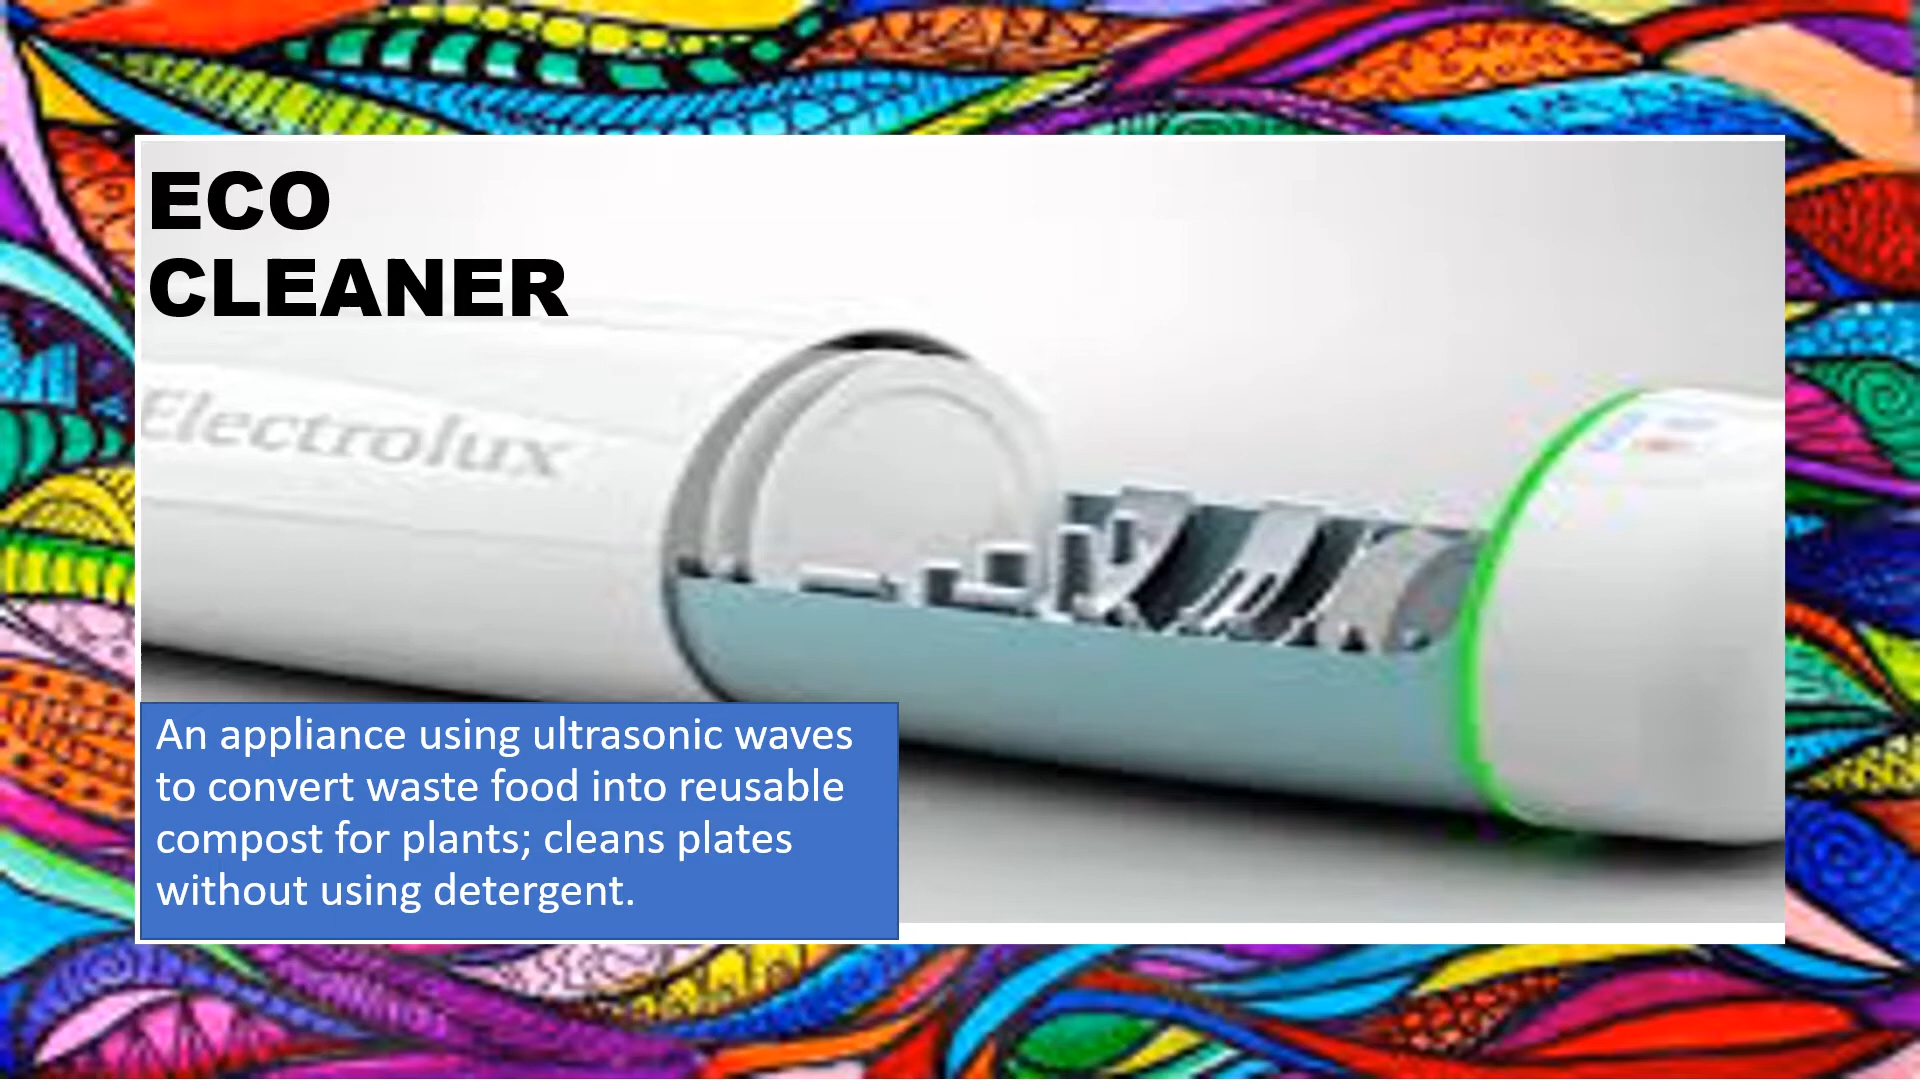 ECO
CLEANER
Electrolux
An appliance using ultrasonic waves
to convert waste food into reusable
compost for plants; cleans plates
without using detergent.